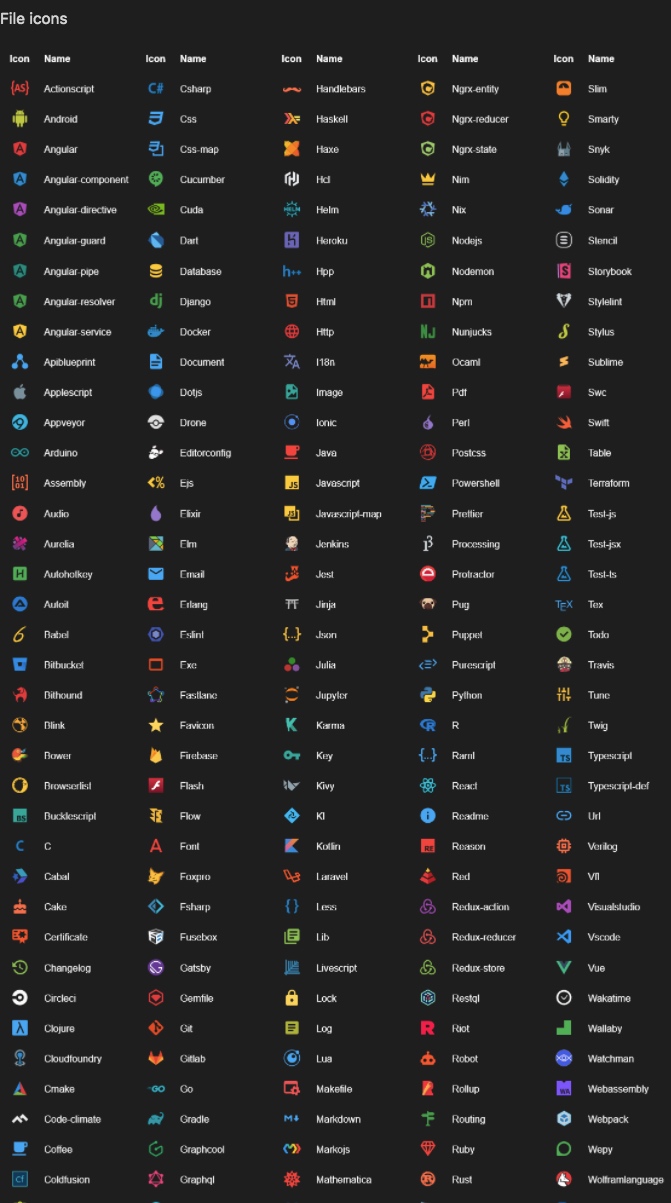 File icons
Icon Name Icon Name Icon Name Icon Name Icon Name
Actionscript Csharp Handlebars Ngrx-entity Slim
Android Css Haskell Ngrx-reducer Smarty
Angular Css-map Haxe Ngrx-state Snyk
Angular-component Cucumber Hcl Nim Solidity
Angular-directive Cuda Helm Nix Sonar
Angular-guard Dart Heroku Nodejs Stencil
Angular-pipe Database Hpp Nodemon Storybook
Angular-resolver Django Html Npm Stylelint
Angular-service Docker Http Nunjucks Stylus
Apiblueprint Document I18n Ocaml Sublime
Applescript Dotjs Image Pdf Swc
Appveyor Drone Ionic Perl Swift
Arduino Editorconfig Java Postcss Table
Assembly Ejs Javascript Powershell Terraform
Audio Elixir Javascript-map Prettier Test-js
Aurelia Elm Jenkins Processing Test-jsx
Autohotkey Email Jest Protractor Test-ts
Autoit Erlang Jinja Pug Tex
Babel Eslint Json Puppet Todo
Bitbucket Exe Julia Purescript Travis
Bithound Fastlane Jupyter Python Tune
Blink Favicon Karma R Twig
Bower Firebase Key Raml Typescript
Browserlist Flash Kivy React Typescript-def
Bucklescript Flow Kl Readme Url
C Font Kotlin Reason Verilog
Cabal Foxpro Laravel Red Vfl
Cake Fsharp Less Redux-action Visualstudio
Certificate Fusebox Lib Redux-reducer Vscode
Changelog Gatsby Livescript Redux-store Vue
Circleci Gemfile Lock Restql Wakatime
Clojure Git Log Riot Wallaby
Cloudfoundry Gitlab Lua Robot Watchman
Cmake Go Makefile Rollup Webassembly
Code-climate Gradle Markdown Routing Webpack
Coffee Graphcool Markojs Ruby Wepy
Coldfusion Graphql Mathematica Rust Wolframlanguage